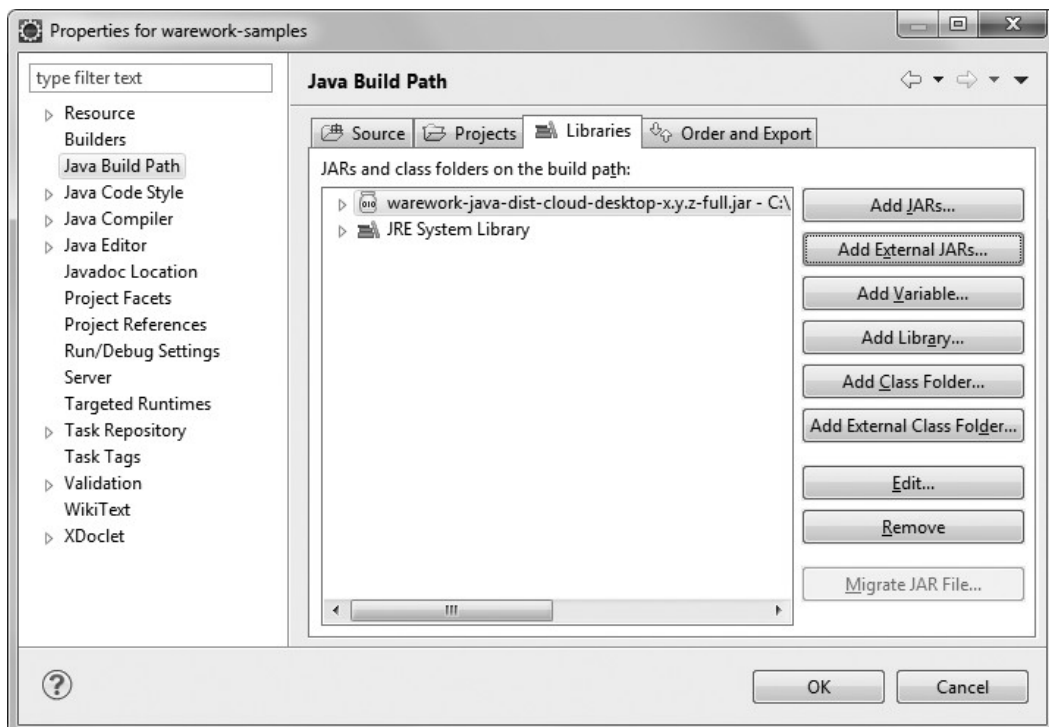 Properties for warework-samples
type filter text
Resource
Builders
Java Build Path
Java Code Style
Java Compiler
Java Editor
Javadoc Location
Project Facets
Project References
Run/Debug Settings
Server
Targeted Runtimes
Task Repository
Task Tags
Validation
WikiText
XDoclet
Java Build Path
Source Projects Libraries Order and Export
JARs and class folders on the build path:
warework-java-dist-cloud-desktop-x.y.z-full.jar - C:\
JRE System Library
Add JARs...
Add External JARs...
Add Variable...
Add Library...
Add Class Folder...
Add External Class Folder...
Edit...
Remove
Migrate JAR File...
OK Cancel